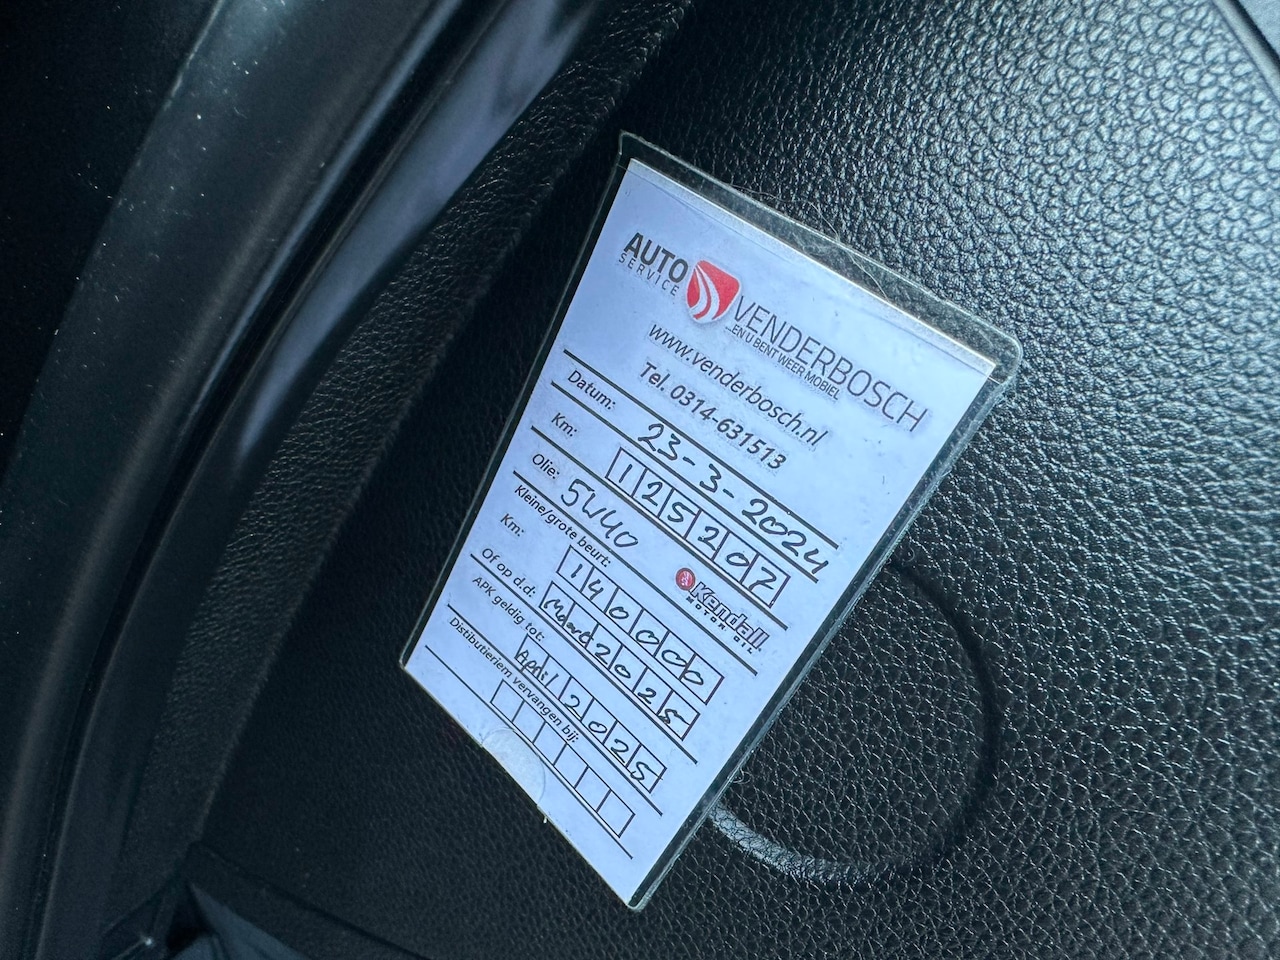 AUTO
SERVICE
VENDERBOSCH
...EN U BENT WEER MOBIEL
www.venderbosch.nl
Tel. 0314-631513
Datum: 23-3-2024
Km: 125207
Olie: 5W40
Kendall
MOTOR OIL
Kleine/grote beurt:
Km: 140000
Of op d.d.: Maart 2025
APK geldig tot: April 2025
Distributieriem vervangen bij: